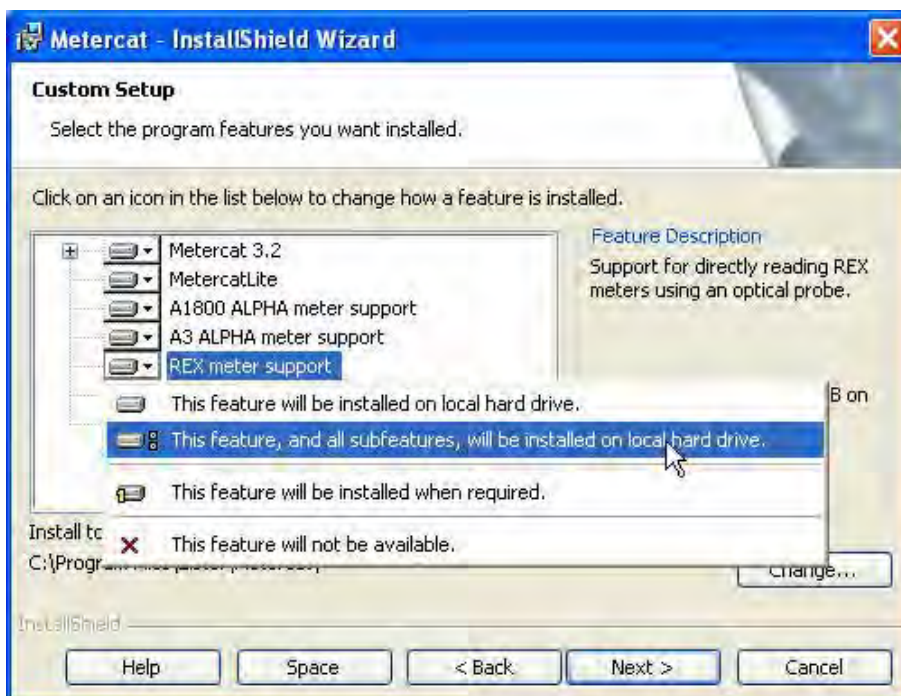 Metercat - InstallShield Wizard
Custom Setup
Select the program features you want installed.
Click on an icon in the list below to change how a feature is installed.
Metercat 3.2
MetercatLite
A1800 ALPHA meter support
A3 ALPHA meter support
REX meter support
Feature Description
Support for directly reading REX
meters using an optical probe.
B on
This feature will be installed on local hard drive.
This feature, and all subfeatures, will be installed on local hard drive.
This feature will be installed when required.
This feature will not be available.
Install to
C:\Progr
Change...
InstallShield
Help
Space
< Back
Next >
Cancel